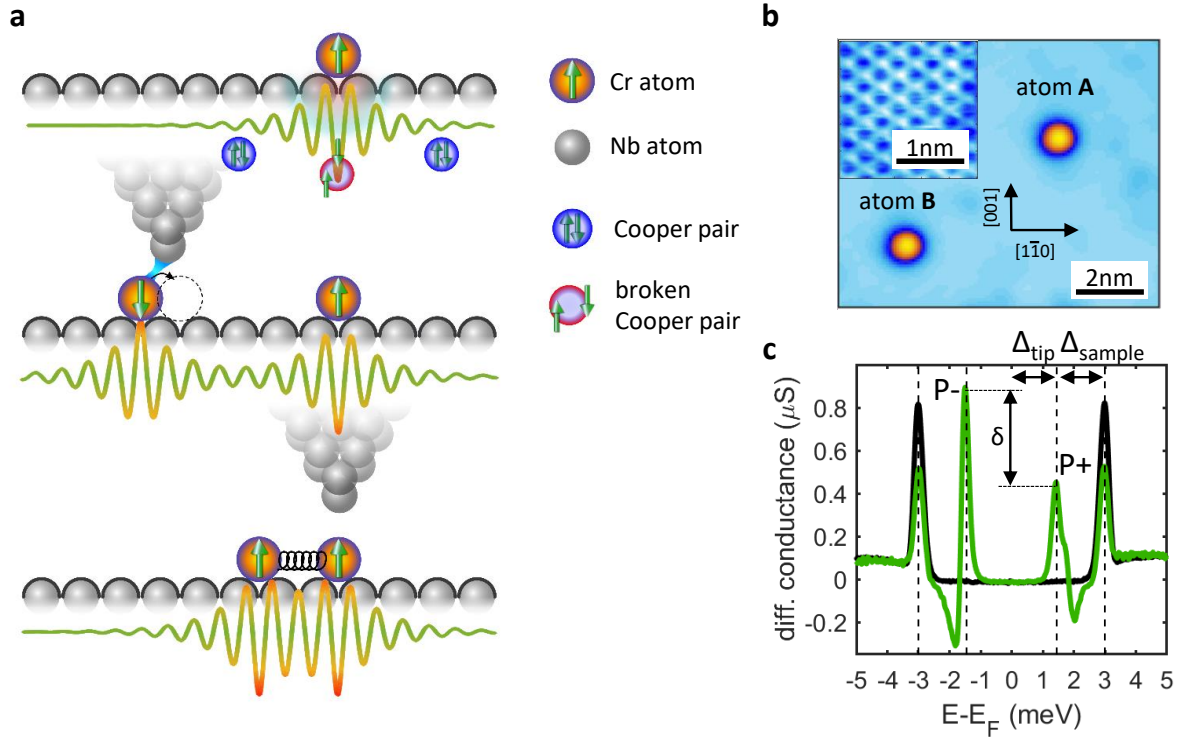 a
Cr atom
Nb atom
Cooper pair
broken
Cooper pair
b
atom A
1nm
atom B
[001]
[11̅0]
2nm
c
Δtip
Δsample
P-
δ
P+
diff. conductance (μS)
0.8
0.6
0.4
0.2
0
-0.2
-5 -4 -3 -2 -1 0 1 2 3 4 5
E-EF (meV)